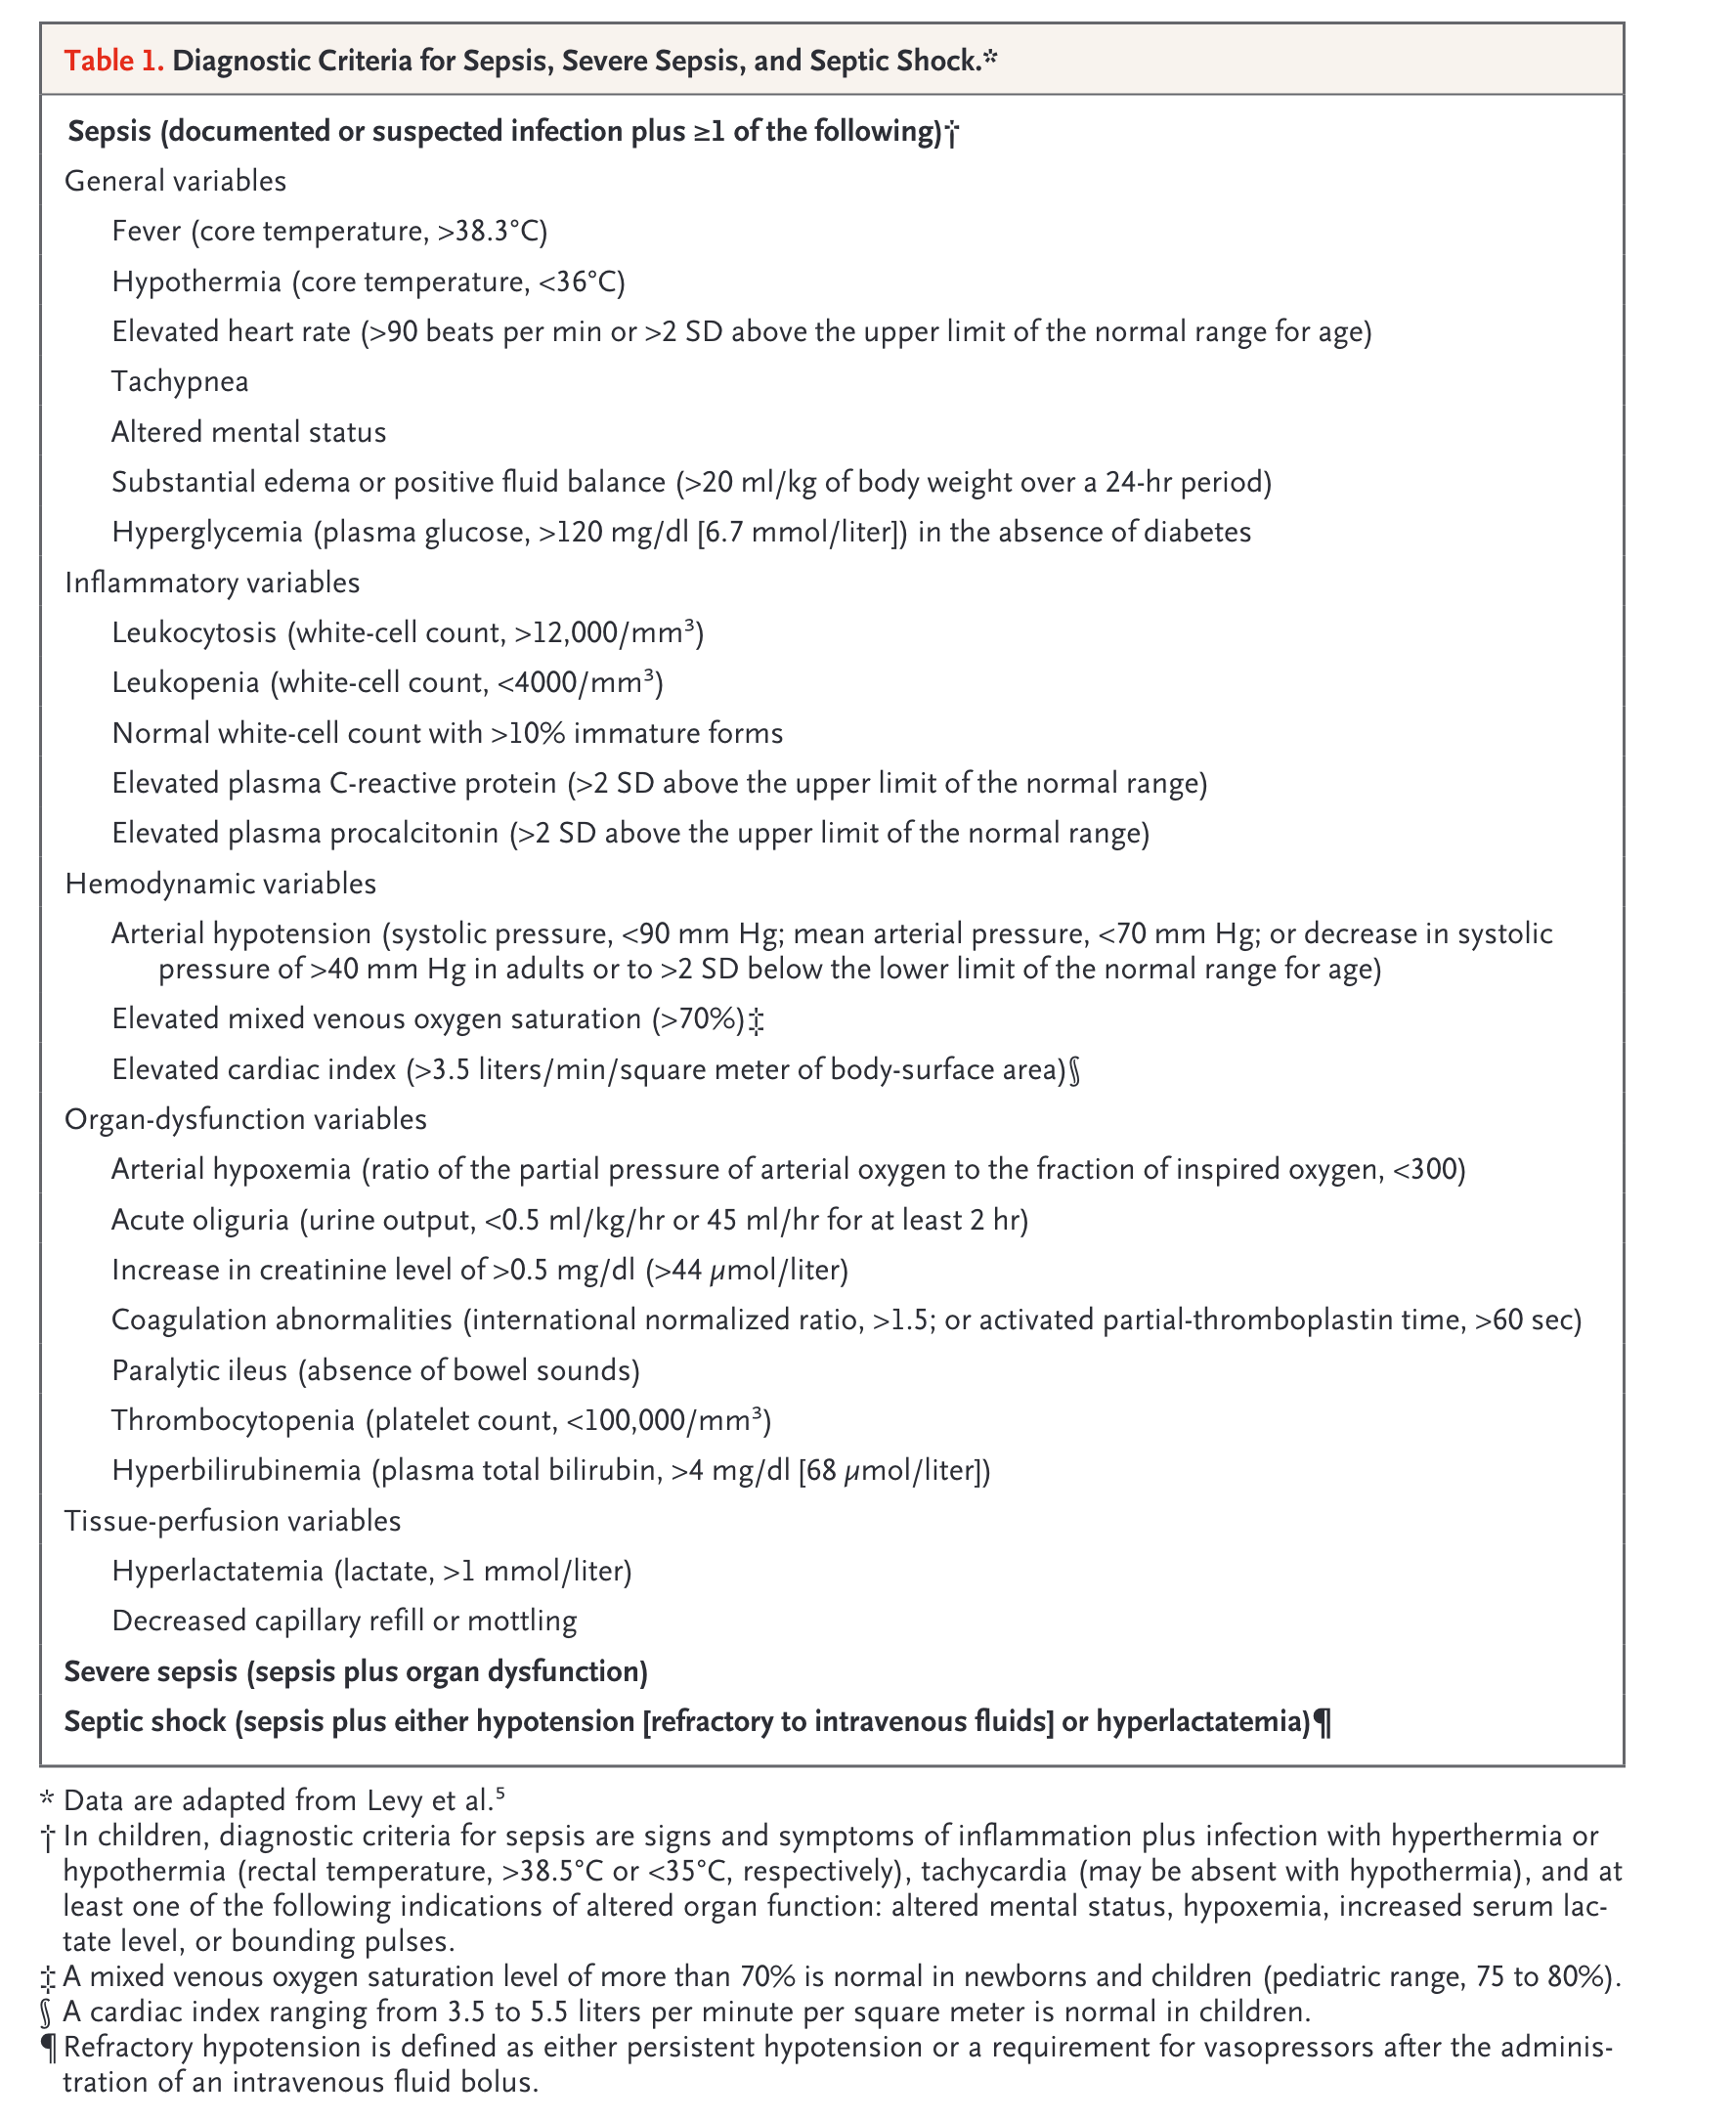 Table 1. Diagnostic Criteria for Sepsis, Severe Sepsis, and Septic Shock.*
Sepsis (documented or suspected infection plus ≥1 of the following)†
General variables
Fever (core temperature, >38.3°C)
Hypothermia (core temperature, <36°C)
Elevated heart rate (>90 beats per min or >2 SD above the upper limit of the normal range for age)
Tachypnea
Altered mental status
Substantial edema or positive fluid balance (>20 ml/kg of body weight over a 24-hr period)
Hyperglycemia (plasma glucose, >120 mg/dl [6.7 mmol/liter]) in the absence of diabetes
Inflammatory variables
Leukocytosis (white-cell count, >12,000/mm³)
Leukopenia (white-cell count, <4000/mm³)
Normal white-cell count with >10% immature forms
Elevated plasma C-reactive protein (>2 SD above the upper limit of the normal range)
Elevated plasma procalcitonin (>2 SD above the upper limit of the normal range)
Hemodynamic variables
Arterial hypotension (systolic pressure, <90 mm Hg; mean arterial pressure, <70 mm Hg; or decrease in systolic
pressure of >40 mm Hg in adults or to >2 SD below the lower limit of the normal range for age)
Elevated mixed venous oxygen saturation (>70%)‡
Elevated cardiac index (>3.5 liters/min/square meter of body-surface area)§
Organ-dysfunction variables
Arterial hypoxemia (ratio of the partial pressure of arterial oxygen to the fraction of inspired oxygen, <300)
Acute oliguria (urine output, <0.5 ml/kg/hr or 45 ml/hr for at least 2 hr)
Increase in creatinine level of >0.5 mg/dl (>44 μmol/liter)
Coagulation abnormalities (international normalized ratio, >1.5; or activated partial-thromboplastin time, >60 sec)
Paralytic ileus (absence of bowel sounds)
Thrombocytopenia (platelet count, <100,000/mm³)
Hyperbilirubinemia (plasma total bilirubin, >4 mg/dl [68 μmol/liter])
Tissue-perfusion variables
Hyperlactatemia (lactate, >1 mmol/liter)
Decreased capillary refill or mottling
Severe sepsis (sepsis plus organ dysfunction)
Septic shock (sepsis plus either hypotension [refractory to intravenous fluids] or hyperlactatemia)¶
* Data are adapted from Levy et al.⁵
† In children, diagnostic criteria for sepsis are signs and symptoms of inflammation plus infection with hyperthermia or
hypothermia (rectal temperature, >38.5°C or <35°C, respectively), tachycardia (may be absent with hypothermia), and at
least one of the following indications of altered organ function: altered mental status, hypoxemia, increased serum lac-
tate level, or bounding pulses.
‡ A mixed venous oxygen saturation level of more than 70% is normal in newborns and children (pediatric range, 75 to 80%).
§ A cardiac index ranging from 3.5 to 5.5 liters per minute per square meter is normal in children.
¶ Refractory hypotension is defined as either persistent hypotension or a requirement for vasopressors after the adminis-
tration of an intravenous fluid bolus.